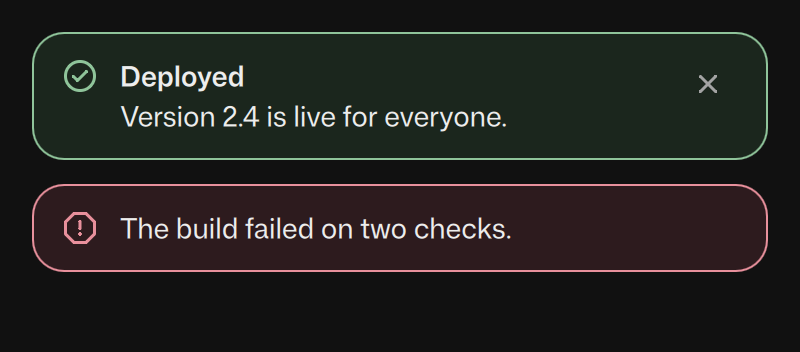 Deployed
Version 2.4 is live for everyone.
The build failed on two checks.